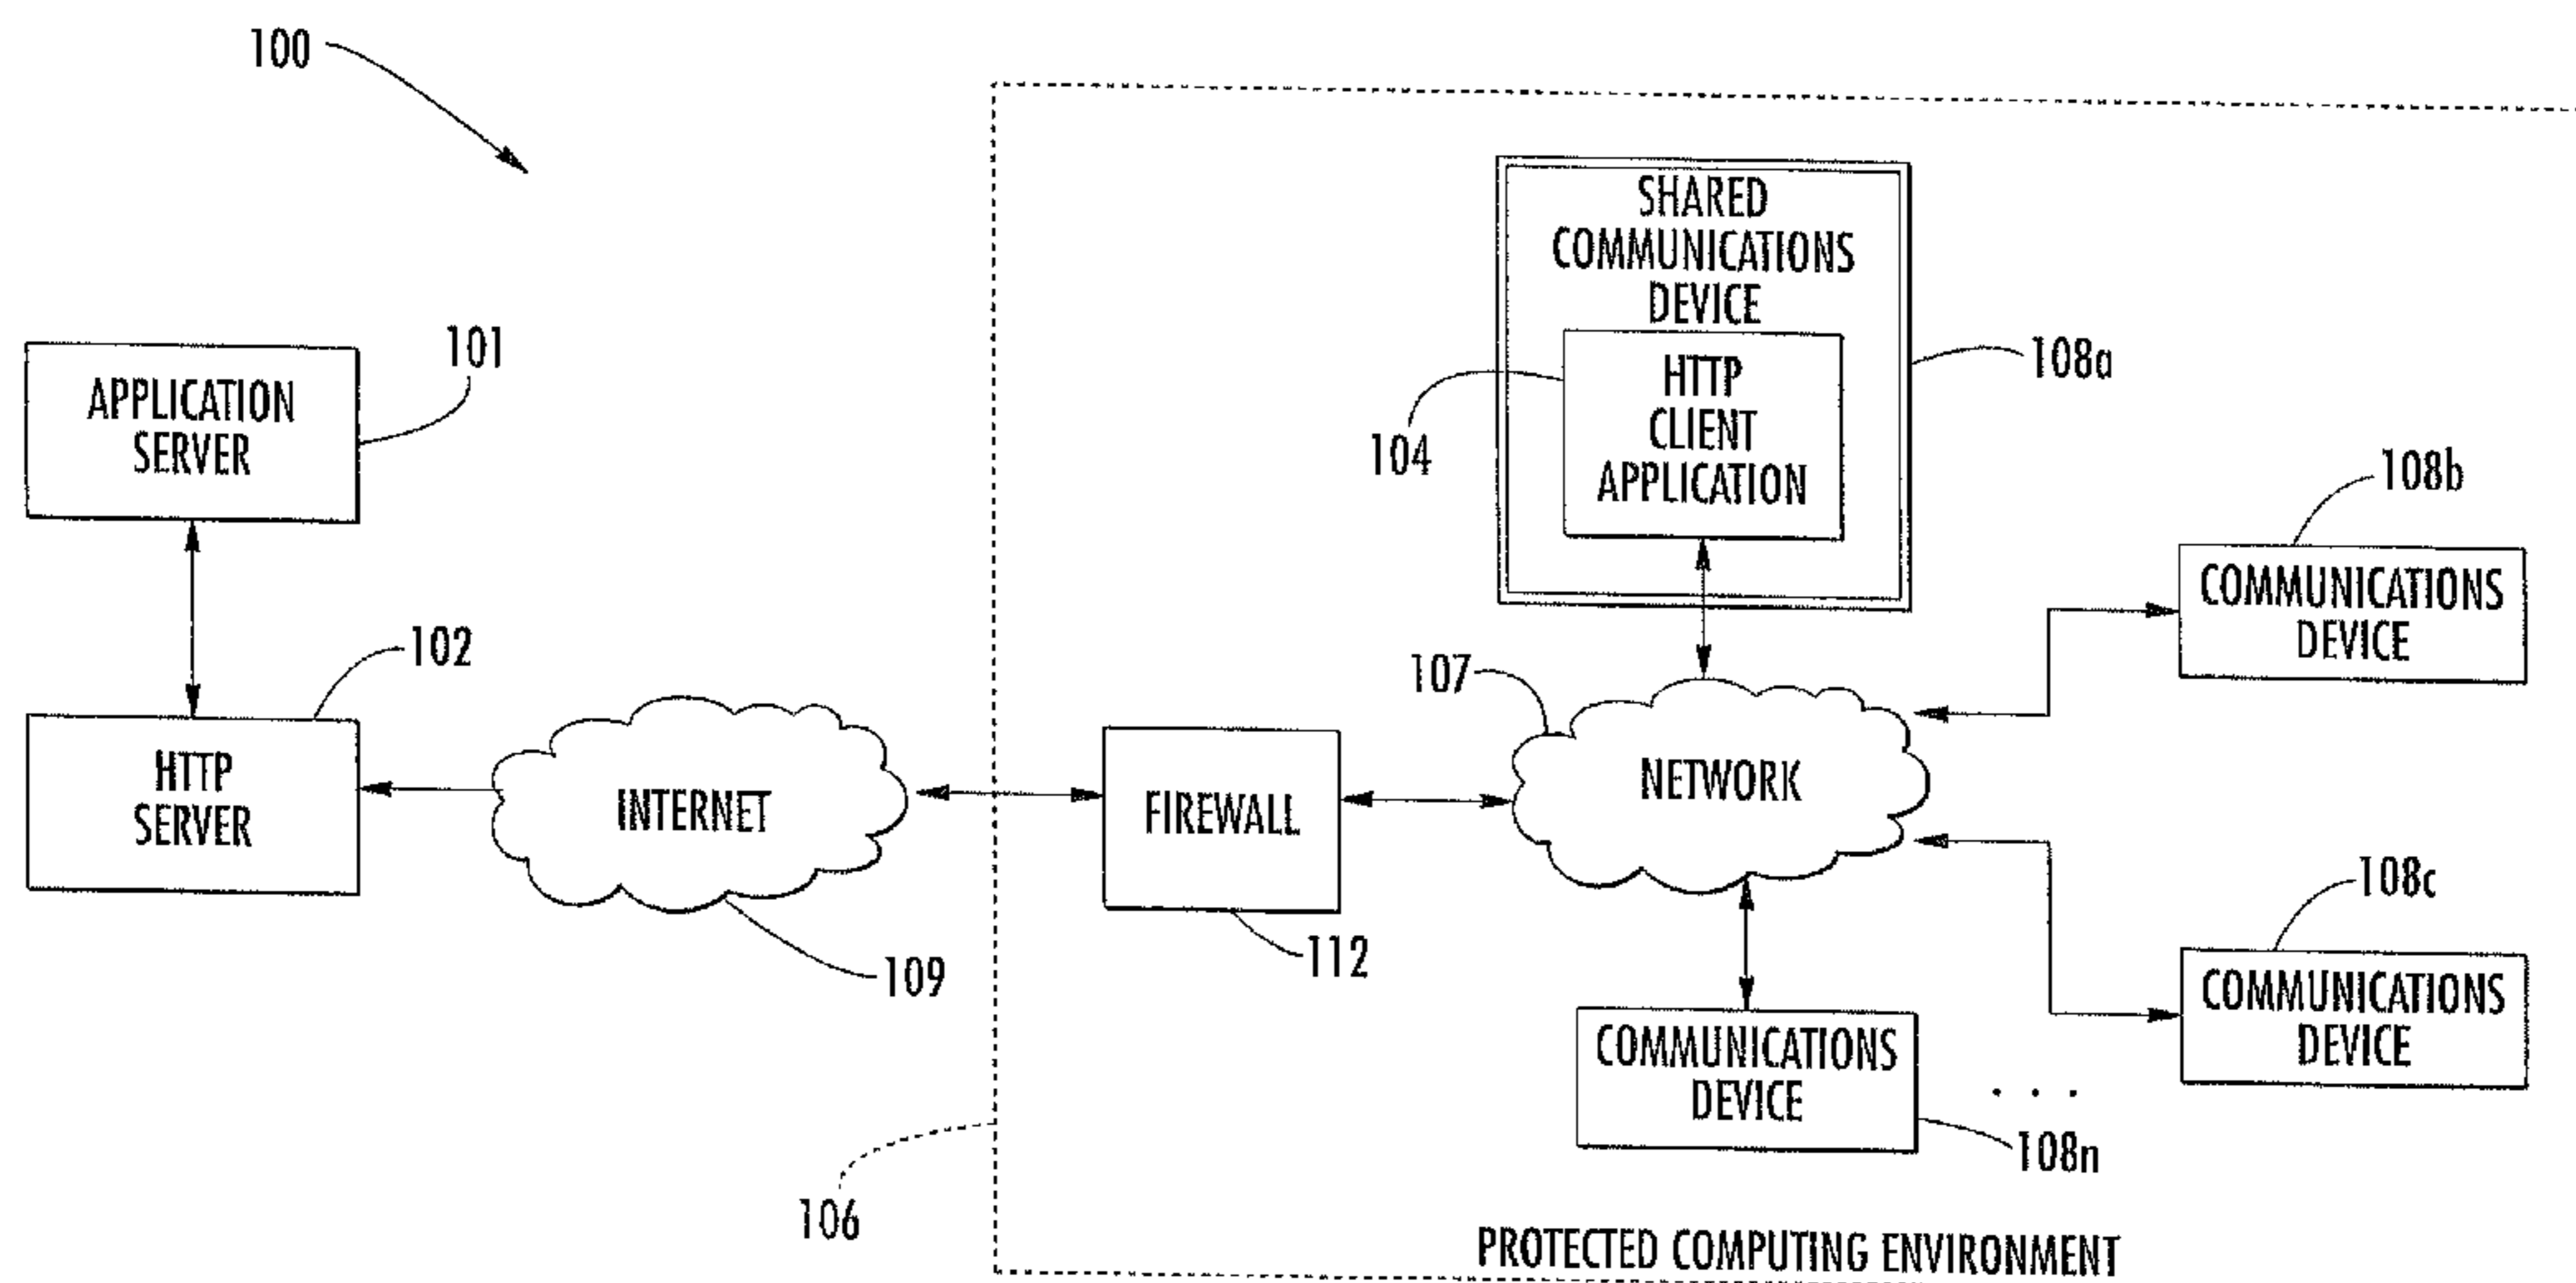 100
SHARED
COMMUNICATIONS
DEVICE
HTTP
CLIENT
APPLICATION
104
108a
101
APPLICATION
SERVER
108b
COMMUNICATIONS
DEVICE
102
HTTP
SERVER
INTERNET
109
FIREWALL
112
107
NETWORK
108c
COMMUNICATIONS
DEVICE
COMMUNICATIONS
DEVICE
. . .
108n
106
PROTECTED COMPUTING ENVIRONMENT